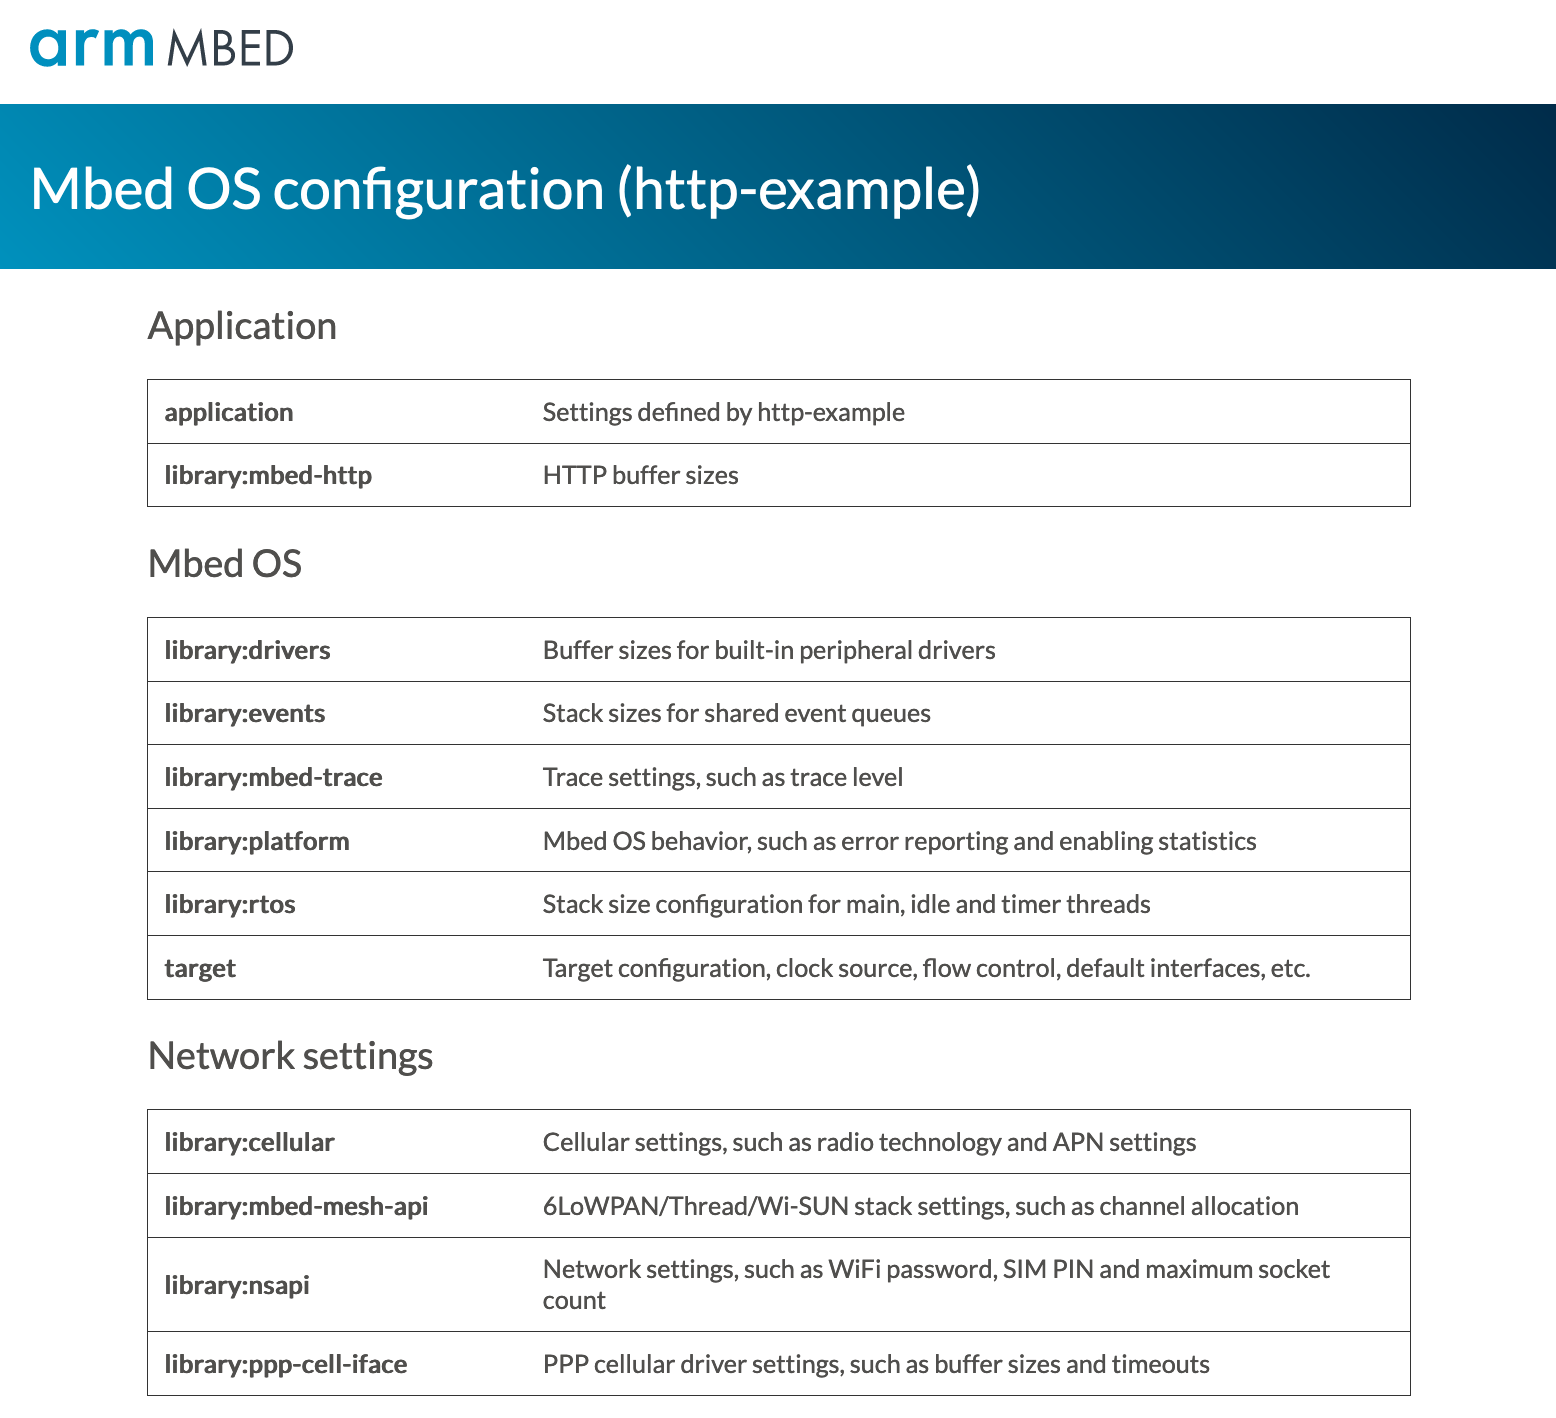 arm MBED
Mbed OS configuration (http-example)
Application
application Settings defined by http-example
library:mbed-http HTTP buffer sizes
Mbed OS
library:drivers Buffer sizes for built-in peripheral drivers
library:events Stack sizes for shared event queues
library:mbed-trace Trace settings, such as trace level
library:platform Mbed OS behavior, such as error reporting and enabling statistics
library:rtos Stack size configuration for main, idle and timer threads
target Target configuration, clock source, flow control, default interfaces, etc.
Network settings
library:cellular Cellular settings, such as radio technology and APN settings
library:mbed-mesh-api 6LoWPAN/Thread/Wi-SUN stack settings, such as channel allocation
library:nsapi Network settings, such as WiFi password, SIM PIN and maximum socket
count
library:ppp-cell-iface PPP cellular driver settings, such as buffer sizes and timeouts